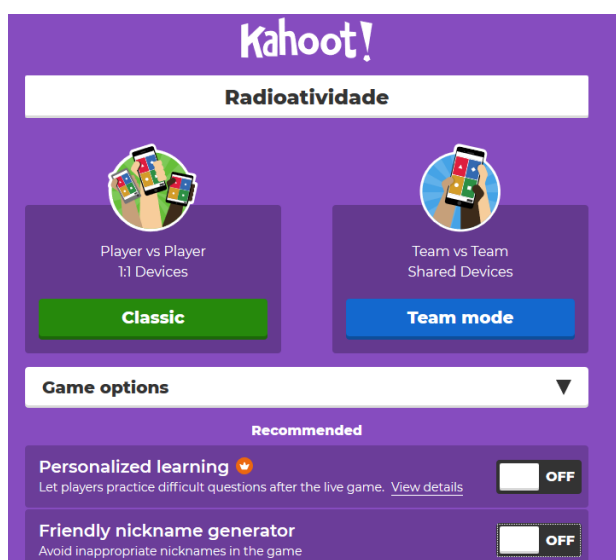 Kahoot!
Radioatividade
Player vs Player
1:1 Devices
Classic
Team vs Team
Shared Devices
Team mode
Game options ▼
Recommended
Personalized learning
Let players practice difficult questions after the live game. View details
OFF
Friendly nickname generator
Avoid inappropriate nicknames in the game
OFF